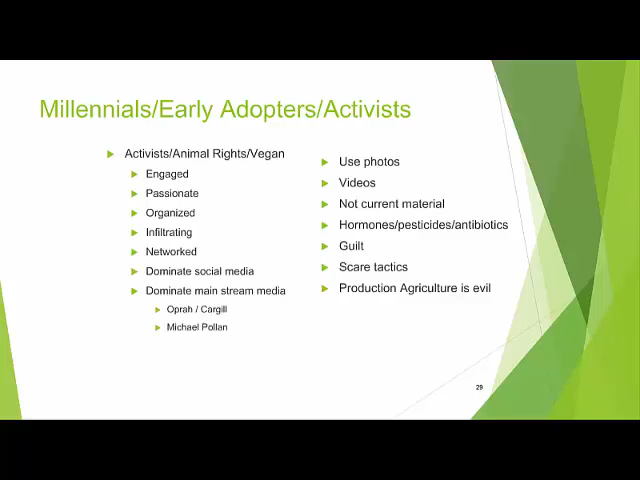 Millennials/Early Adopters/Activists
Activists/Animal Rights/Vegan
Engaged
Passionate
Organized
Infiltrating
Networked
Dominate social media
Dominate main stream media
Oprah / Cargill
Michael Pollan
Use photos
Videos
Not current material
Hormones/pesticides/antibiotics
Guilt
Scare tactics
Production Agriculture is evil
29